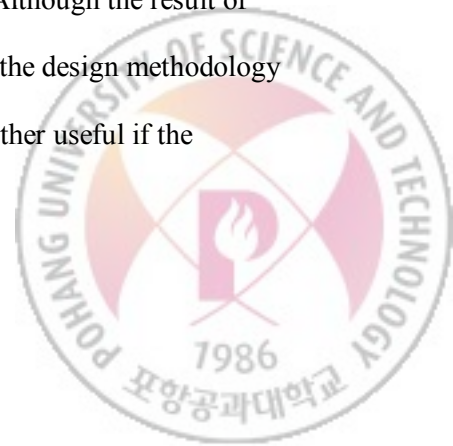 Although the result of
the design methodology
ther useful if the
POHANG UNIVERSITY OF SCIENCE AND TECHNOLOGY
P
1986
포항공과대학교